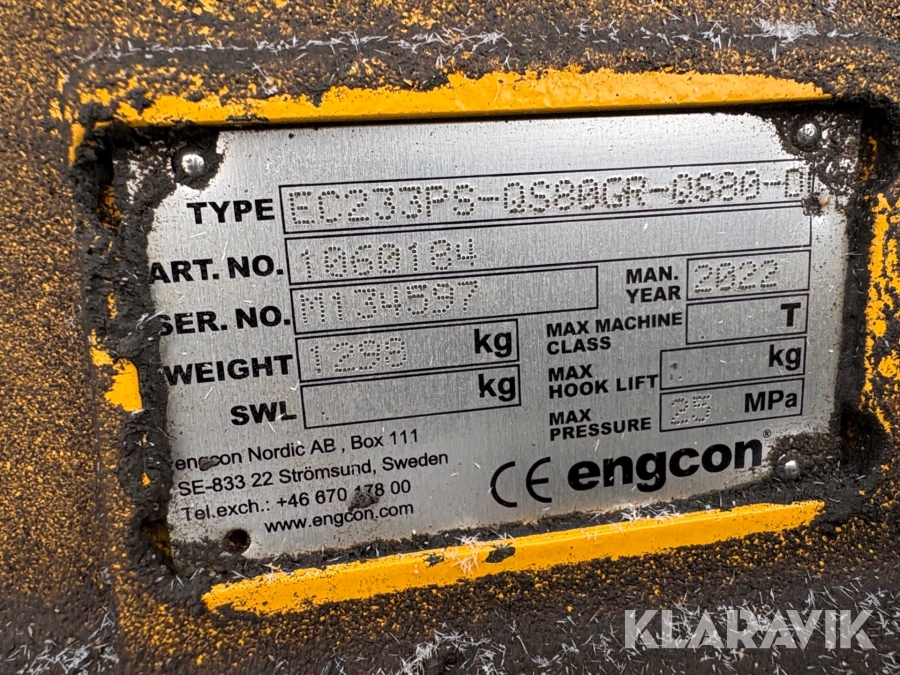 TYPE EC233PS-QS80GR-QS80-D
ART. NO. 1060184
SER. NO. M134597
MAN. YEAR 2022
WEIGHT 1298 kg
MAX MACHINE CLASS T
SWL kg
MAX HOOK LIFT - kg
MAX PRESSURE 25 MPa
engcon Nordic AB , Box 111
SE-833 22 Strömsund, Sweden
Tel.exch.: +46 670 178 00
www.engcon.com
CE engcon®
KLARAVIK